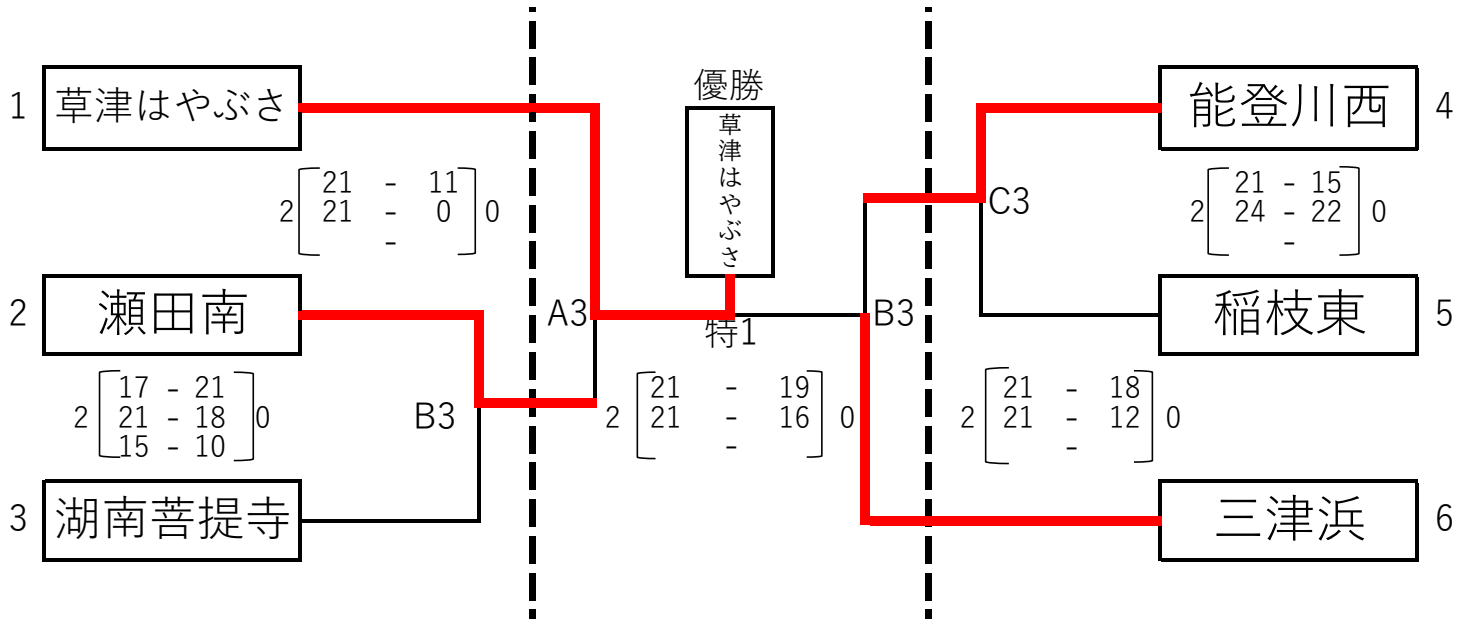 優勝
草津はやぶさ
1 草津はやぶさ
2 21 - 11 0
21 - 0
-
2 瀬田南
2 17 - 21 0
21 - 18
15 - 10
B3
3 湖南菩提寺
A3
特1
2 21 - 19 0
21 - 16
-
B3
能登川西 4
C3
2 21 - 15 0
24 - 22
-
稲枝東 5
2 21 - 18 0
21 - 12
-
三津浜 6